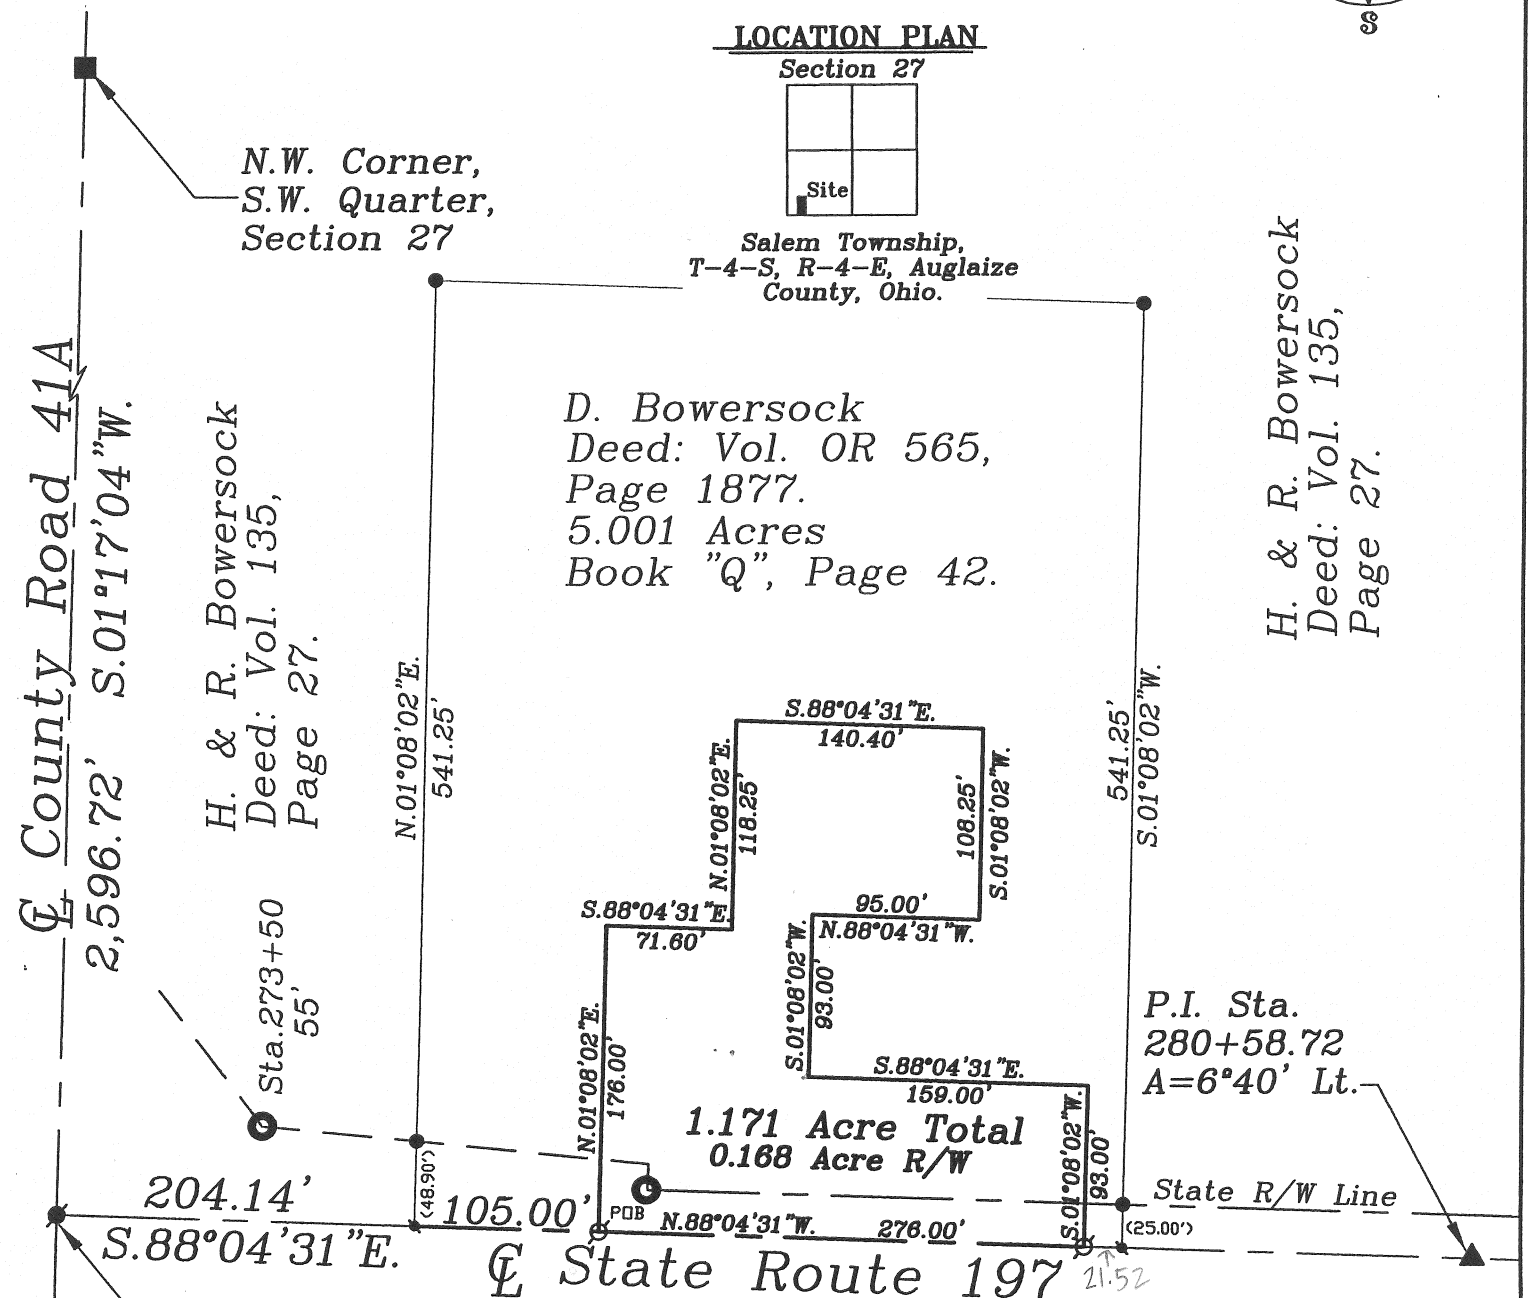 S
LOCATION PLAN
Section 27
Site
Salem Township,
T-4-S, R-4-E, Auglaize
County, Ohio.
N.W. Corner,
S.W. Quarter,
Section 27
℄ County Road 41A
2,596.72' S.01°17'04"W.
H. & R. Bowersock
Deed: Vol. 135,
Page 27.
H. & R. Bowersock
Deed: Vol. 135,
Page 27.
D. Bowersock
Deed: Vol. OR 565,
Page 1877.
5.001 Acres
Book "Q", Page 42.
N.01°08'02"E.
541.25'
541.25'
S.01°08'02"W.
S.88°04'31"E.
140.40'
N.01°08'02"E.
118.25'
108.25'
S.01°08'02"W.
S.88°04'31"E.
71.60'
95.00'
N.88°04'31"W.
S.01°08'02"W.
93.00'
N.01°08'02"E.
176.00'
S.88°04'31"E.
159.00'
S.01°08'02"W.
93.00'
1.171 Acre Total
0.168 Acre R/W
Sta.273+50
55'
P.I. Sta.
280+58.72
A=6°40' Lt.
State R/W Line
(25.00')
(48.90')
204.14'
S.88°04'31"E.
105.00'
POB
N.88°04'31"W. 276.00'
℄ State Route 197
21.52